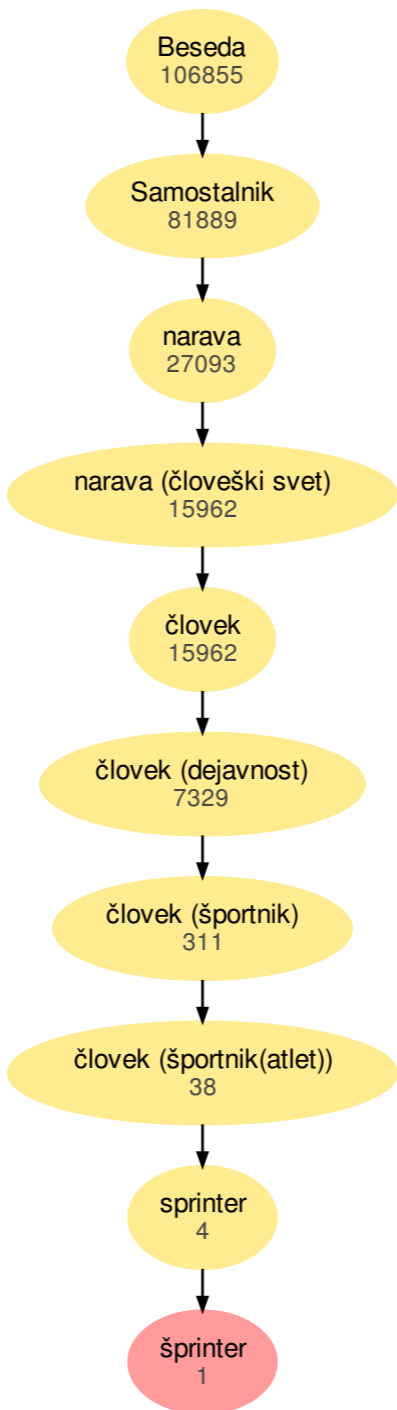 Beseda
106855
Samostalnik
81889
narava
27093
narava (človeški svet)
15962
človek
15962
človek (dejavnost)
7329
človek (športnik)
311
človek (športnik(atlet))
38
sprinter
4
šprinter
1